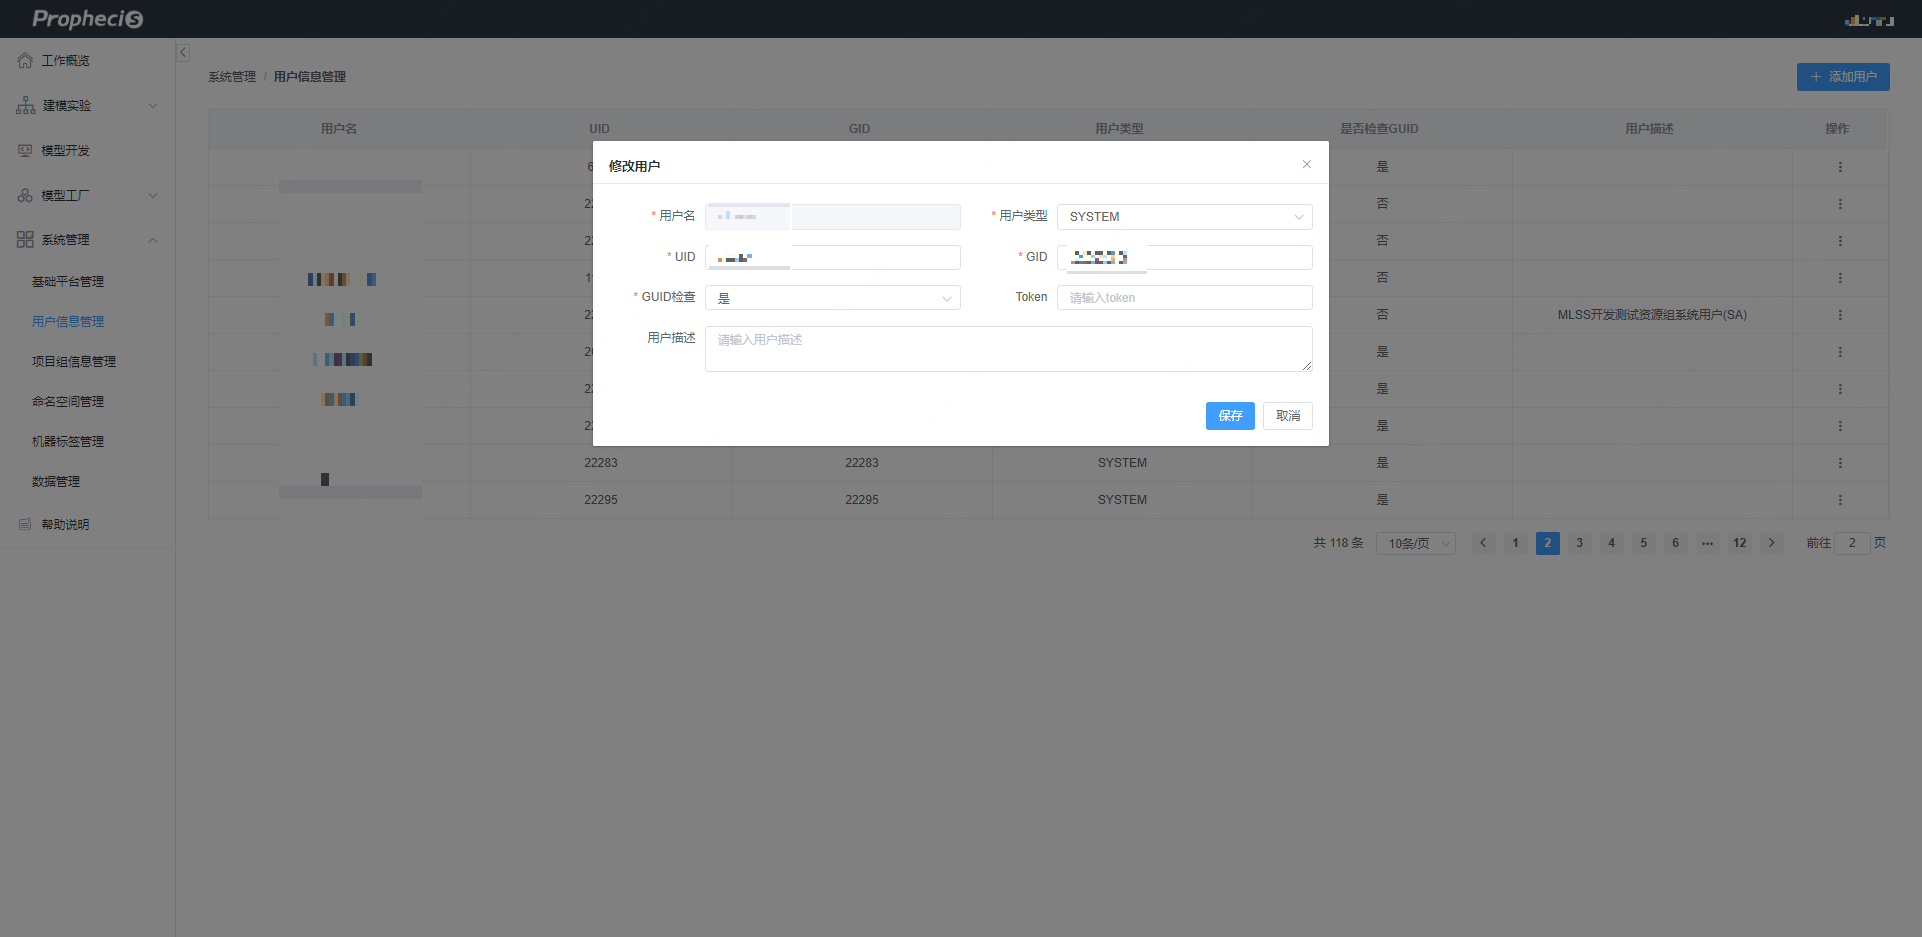 PropheciS
工作概览
建模实验
模型开发
模型工厂
系统管理
基础平台管理
用户信息管理
项目组信息管理
命名空间管理
机器标签管理
数据管理
帮助说明
系统管理 / 用户信息管理
添加用户
用户名 UID GID 用户类型 是否检查GUID 用户描述 操作
是
否
否
否
否 MLSS开发测试资源组系统用户(SA)
是
是
是
22283 22283 SYSTEM 是
22295 22295 SYSTEM 是
共 118 条 10条/页 1 2 3 4 5 6 ••• 12 前往 2 页
修改用户
* 用户名 * 用户类型 SYSTEM
* UID * GID
* GUID检查 是 Token 请输入token
用户描述 请输入用户描述
保存 取消